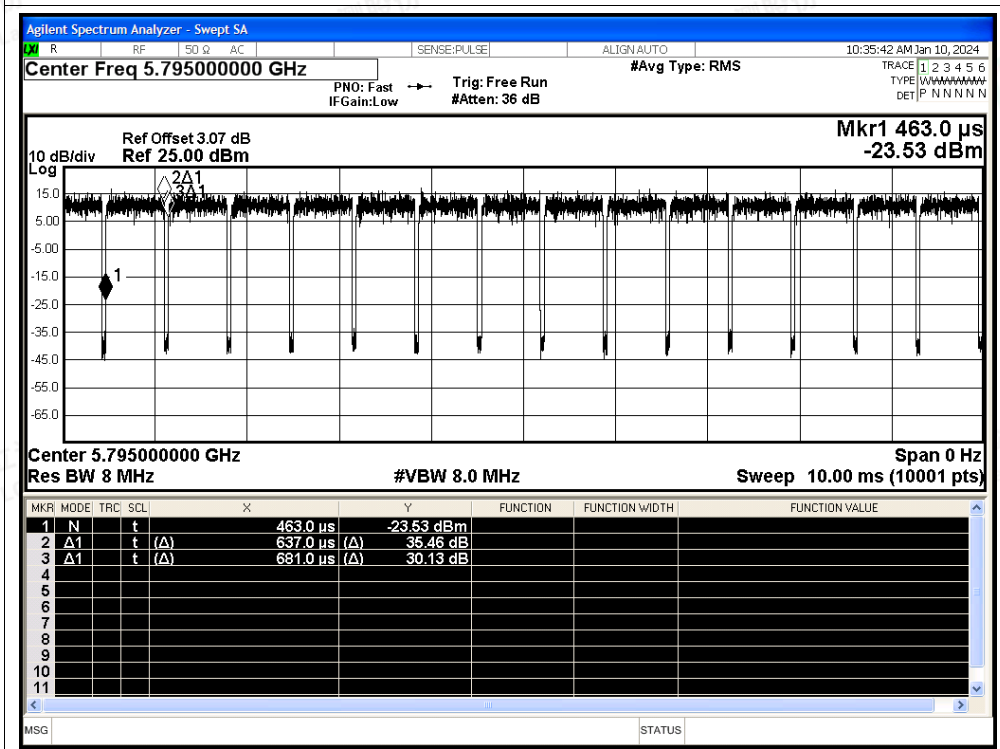 Agilent Spectrum Analyzer - Swept SA
LXI R RF 50 Ω AC SENSE:PULSE ALIGN AUTO 10:35:42 AM Jan 10, 2024
Center Freq 5.795000000 GHz #Avg Type: RMS TRACE 1 2 3 4 5 6
PNO: Fast Trig: Free Run TYPE WWWWWW
IFGain:Low #Atten: 36 dB DET P N N N N N
Mkr1 463.0 µs
Ref Offset 3.07 dB
10 dB/div Ref 25.00 dBm -23.53 dBm
Log
2Δ1
3Δ1
15.0
5.00
-5.00
1
-15.0
-25.0
-35.0
-45.0
-55.0
-65.0
Center 5.795000000 GHz Span 0 Hz
Res BW 8 MHz #VBW 8.0 MHz Sweep 10.00 ms (10001 pts)
MKR MODE TRC SCL X Y FUNCTION FUNCTION WIDTH FUNCTION VALUE
1 N t 463.0 µs -23.53 dBm
2 Δ1 t (Δ) 637.0 µs (Δ) 35.46 dB
3 Δ1 t (Δ) 681.0 µs (Δ) 30.13 dB
4
5
6
7
8
9
10
11
MSG STATUS